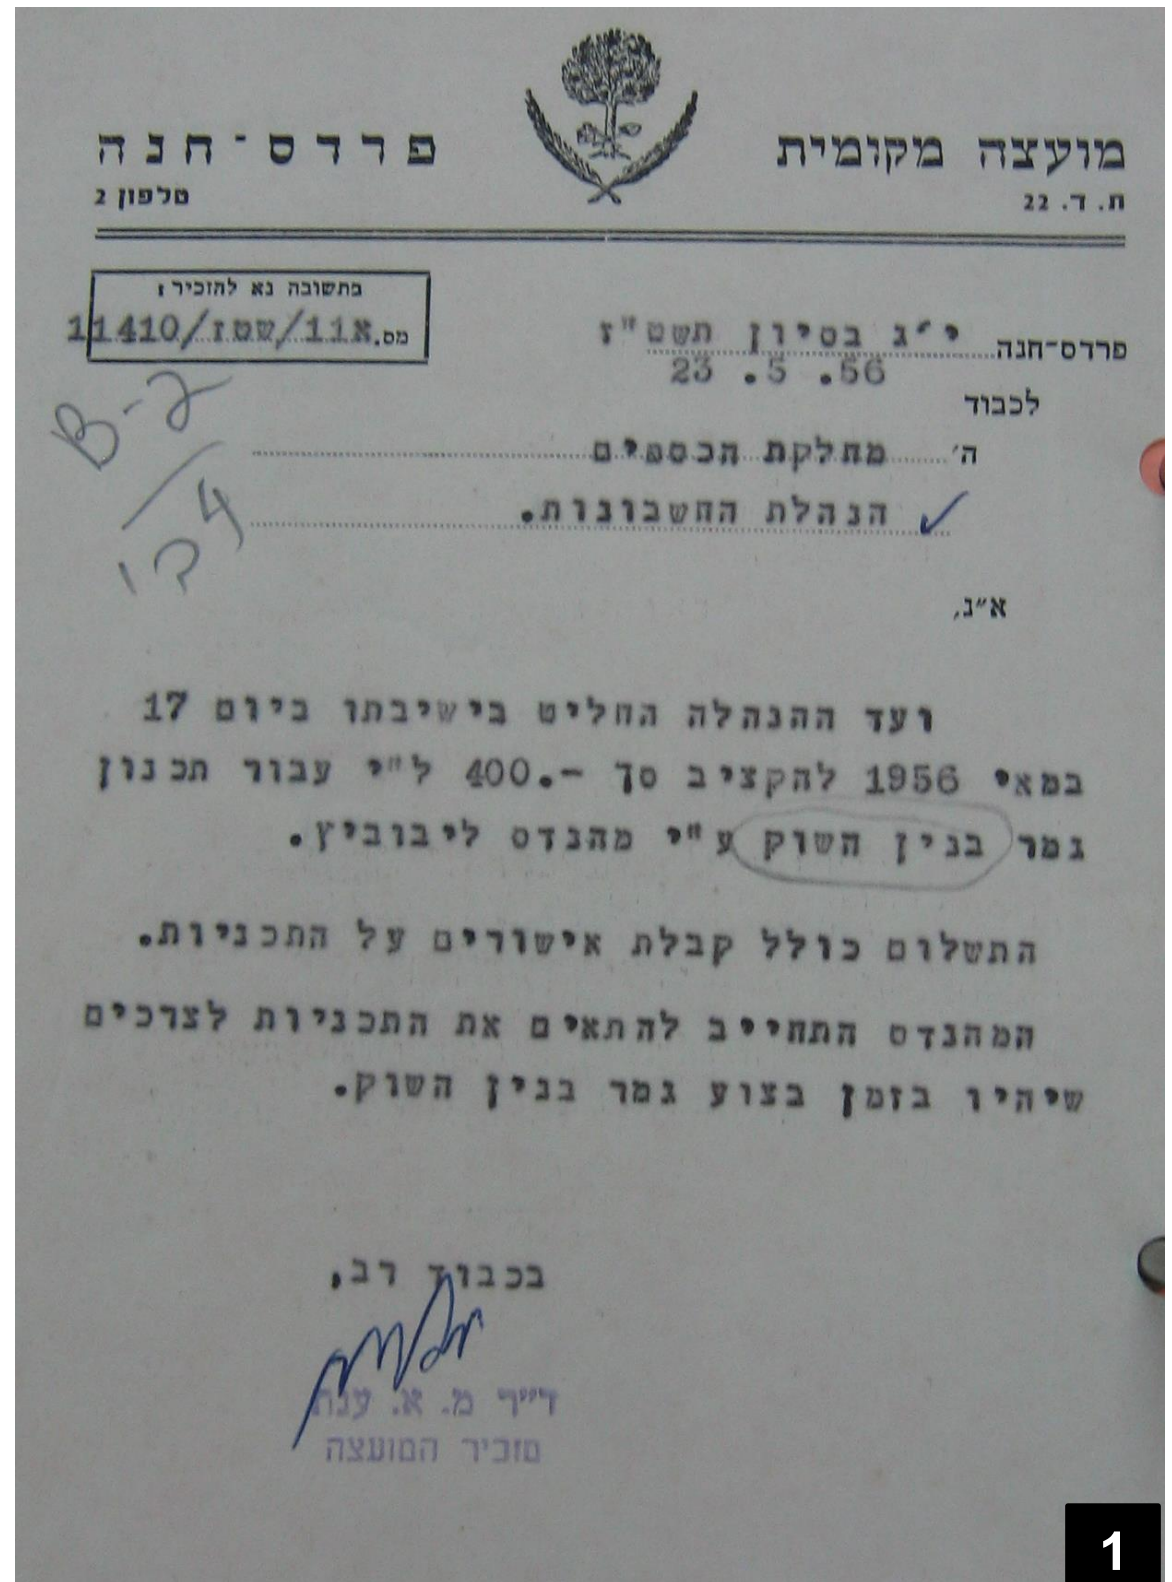 מועצה מקומית פרדס-חנה
ת. ד. 22 טלפון 2
בתשובה נא להזכיר:
מס. א11/שטז/11410
פרדס-חנה י"ג בסיון תשט"ז
23 .5 .56
לכבוד
ה' מחלקת הכספים
הנהלת החשבונות.
B-2
א"נ,
ועד ההנהלה החליט בישיבתו ביום 17
במאי 1956 להקציב סך -.400 ל"י עבור תכנון
גמר בנין השוק ע"י מהנדס ליבוביץ.
התשלום כולל קבלת אישורים על התכניות.
המהנדס התחייב להתאים את התכניות לצרכים
שיהיו בזמן בצוע גמר בנין השוק.
בכבוד רב,
ד"ר מ. א. ענת
מזכיר המועצה
1